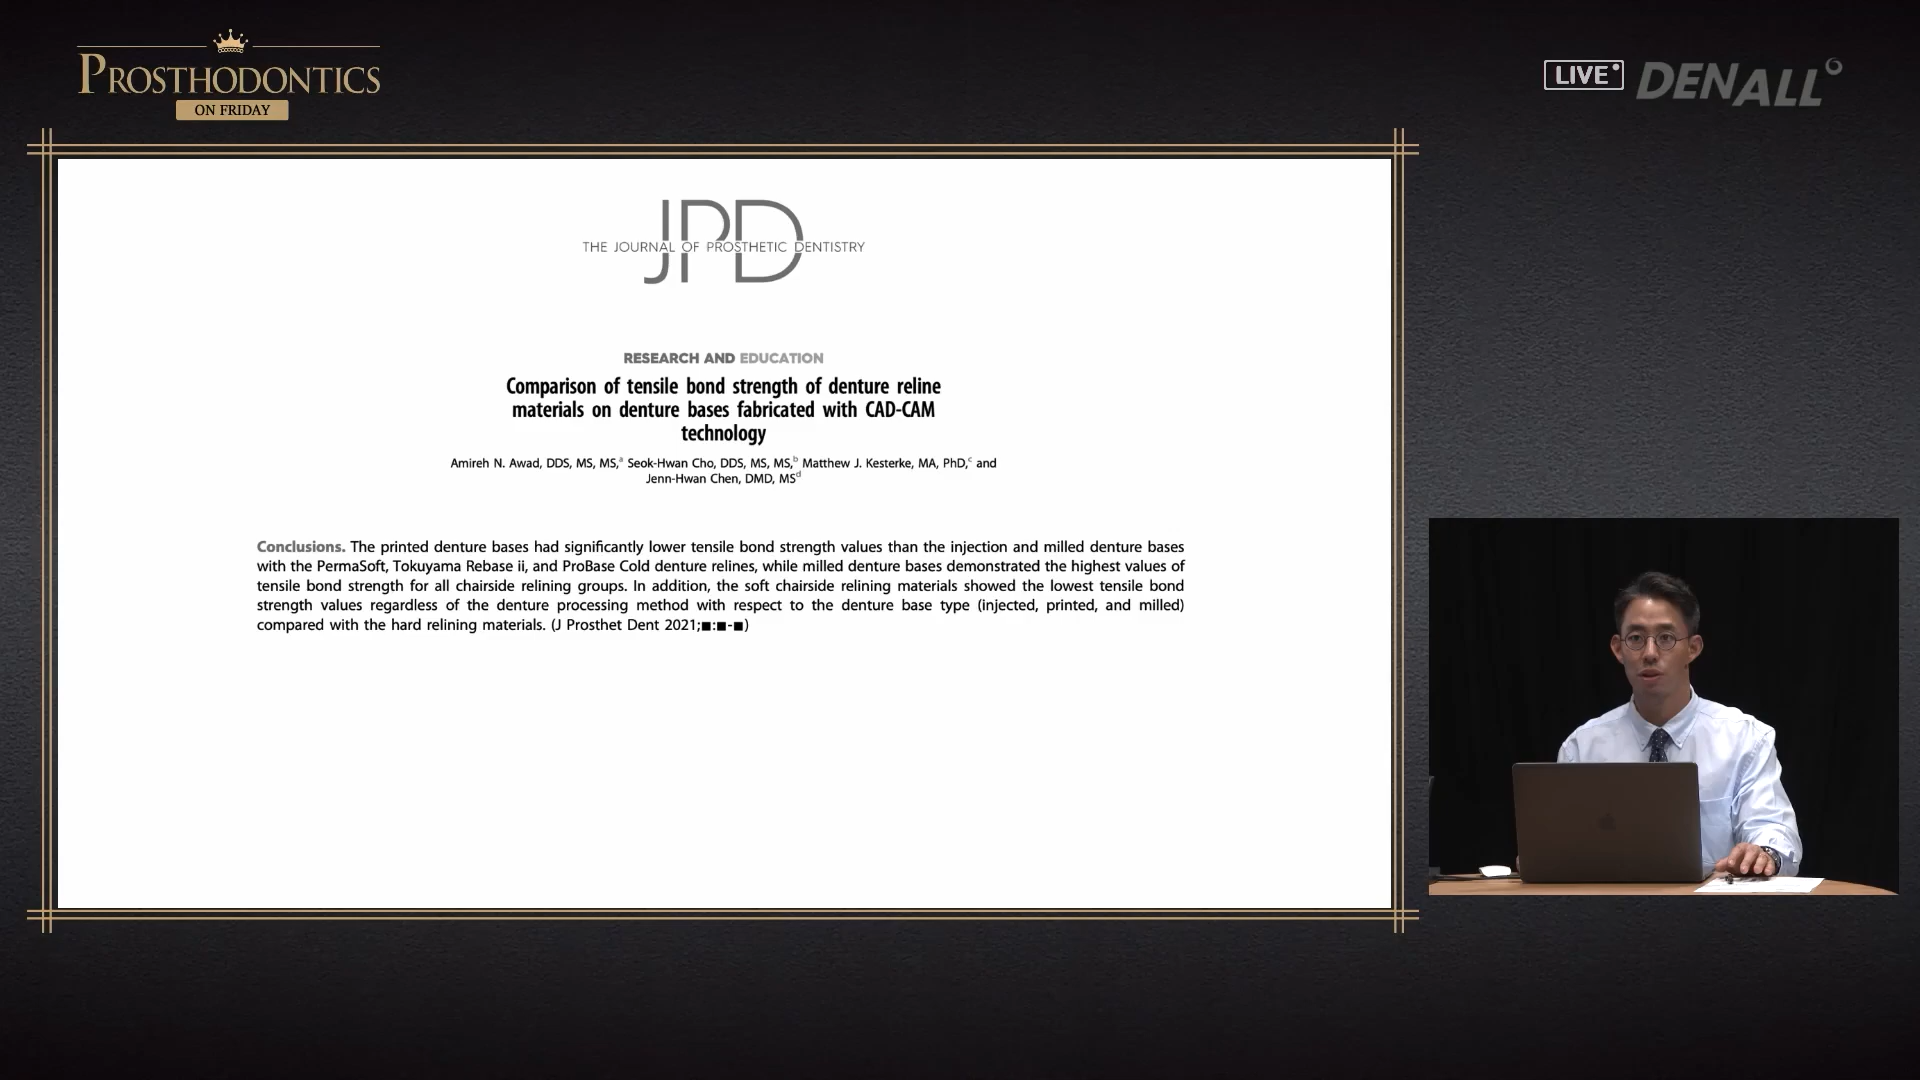 PROSTHODONTICS
ON FRIDAY
LIVE
DENALL
JPD
THE JOURNAL OF PROSTHETIC DENTISTRY
RESEARCH AND EDUCATION
Comparison of tensile bond strength of denture reline
materials on denture bases fabricated with CAD-CAM
technology
Amireh N. Awad, DDS, MS, MS,a Seok-Hwan Cho, DDS, MS, MS,b Matthew J. Kesterke, MA, PhD,c and
Jenn-Hwan Chen, DMD, MSd
Conclusions. The printed denture bases had significantly lower tensile bond strength values than the injection and milled denture bases
with the PermaSoft, Tokuyama Rebase ii, and ProBase Cold denture relines, while milled denture bases demonstrated the highest values of
tensile bond strength for all chairside relining groups. In addition, the soft chairside relining materials showed the lowest tensile bond
strength values regardless of the denture processing method with respect to the denture base type (injected, printed, and milled)
compared with the hard relining materials. (J Prosthet Dent 2021;■:■-■)